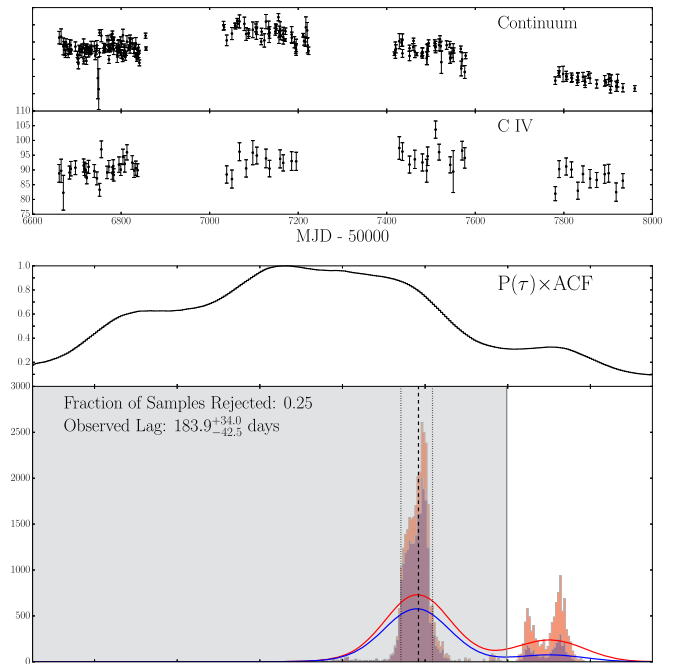 Continuum
110
C IV
105
100
95
90
85
80
75
6600 6800 7000 7200 7400 7600 7800 8000
MJD - 50000
1.0
P(τ)×ACF
0.8
0.6
0.4
0.2
3000
Fraction of Samples Rejected: 0.25
Observed Lag: 183.9 +34.0 −42.5 days
2500
2000
1500
1000
500
0